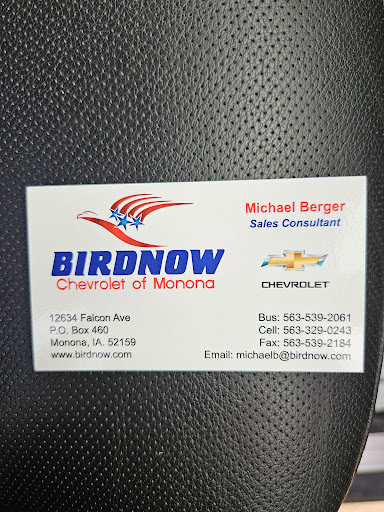 Michael Berger
Sales Consultant
BIRDNOW
Chevrolet of Monona
CHEVROLET
12634 Falcon Ave
P.O. Box 460
Monona, IA. 52159
www.birdnow.com
Bus: 563-539-2061
Cell: 563-329-0243
Fax: 563-539-2184
Email: michaelb@birdnow.com